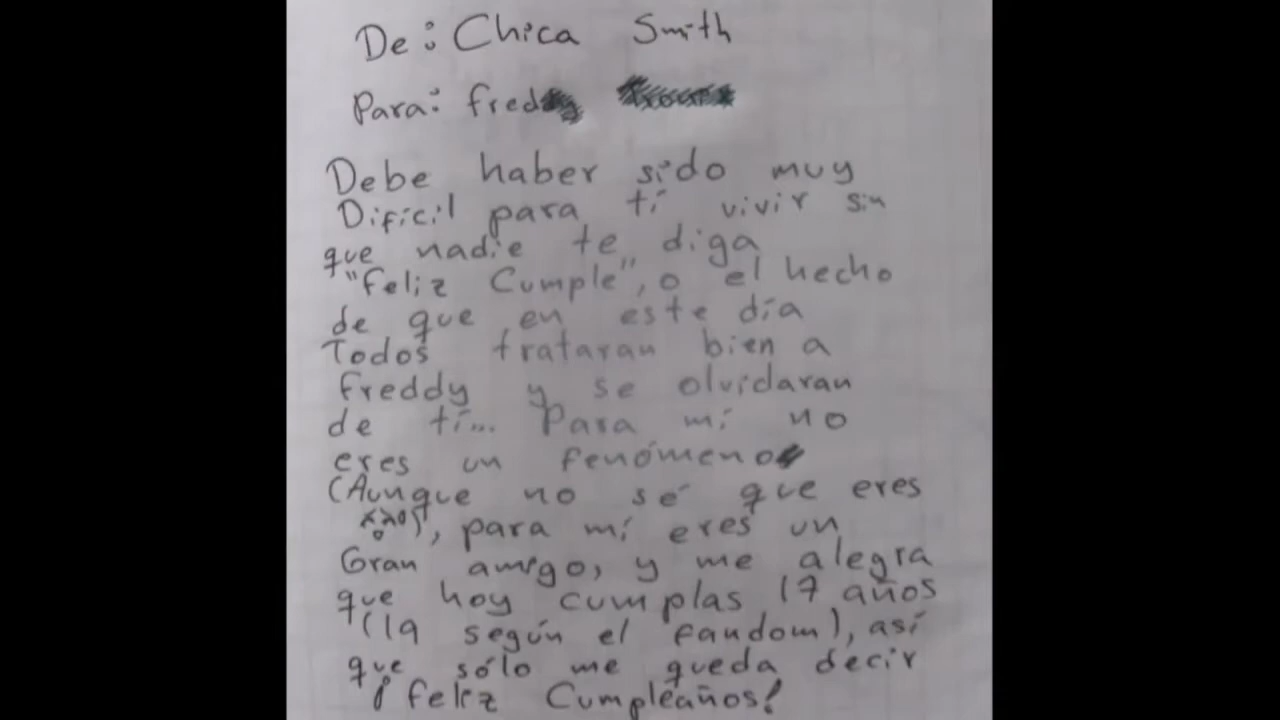 De: Chica Smith
Para: fred
Debe haber sido muy
Dificil para ti vivir sin
que nadie te diga
"feliz Cumple", o el hecho
de que en este día
Todos trataran bien a
freddy y se olvidaran
de tí... Para mí no
eres un fenómeno
(Aunque no sé que eres
), para mí eres un
Gran amigo, y me alegra
que hoy cumplas 17 años
(19 según el fandom), así
que sólo me queda decir
¡feliz Cumpleaños!